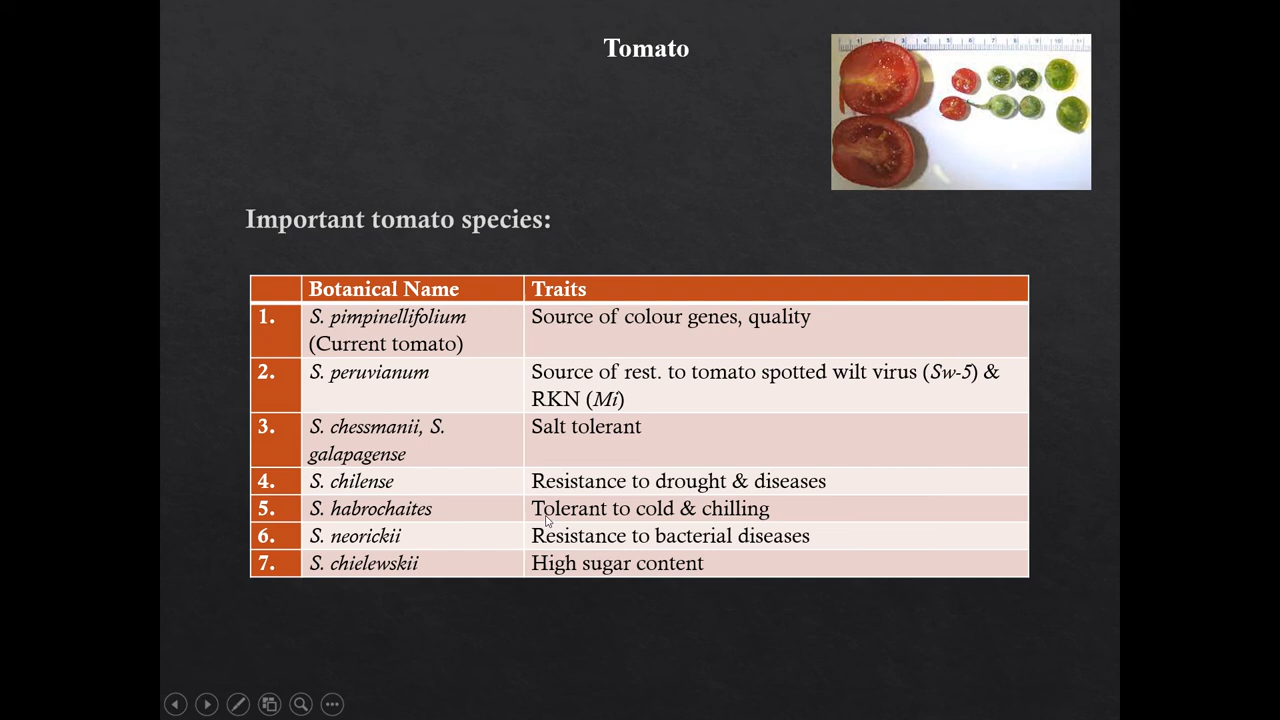 Tomato
Important tomato species:
Botanical Name Traits
1. S. pimpinellifolium Source of colour genes, quality
(Current tomato)
2. S. peruvianum Source of rest. to tomato spotted wilt virus (Sw-5) &
RKN (Mi)
3. S. chessmanii, S. Salt tolerant
galapagense
4. S. chilense Resistance to drought & diseases
5. S. habrochaites Tolerant to cold & chilling
6. S. neorickii Resistance to bacterial diseases
7. S. chielewskii High sugar content